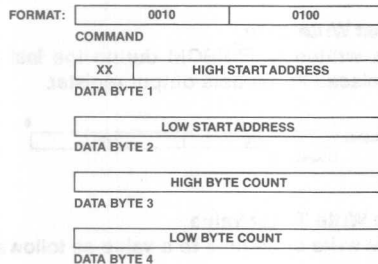 FORMAT: 0010 0100
COMMAND
XX HIGH START ADDRESS
DATA BYTE 1
LOW START ADDRESS
DATA BYTE 2
HIGH BYTE COUNT
DATA BYTE 3
LOW BYTE COUNT
DATA BYTE 4